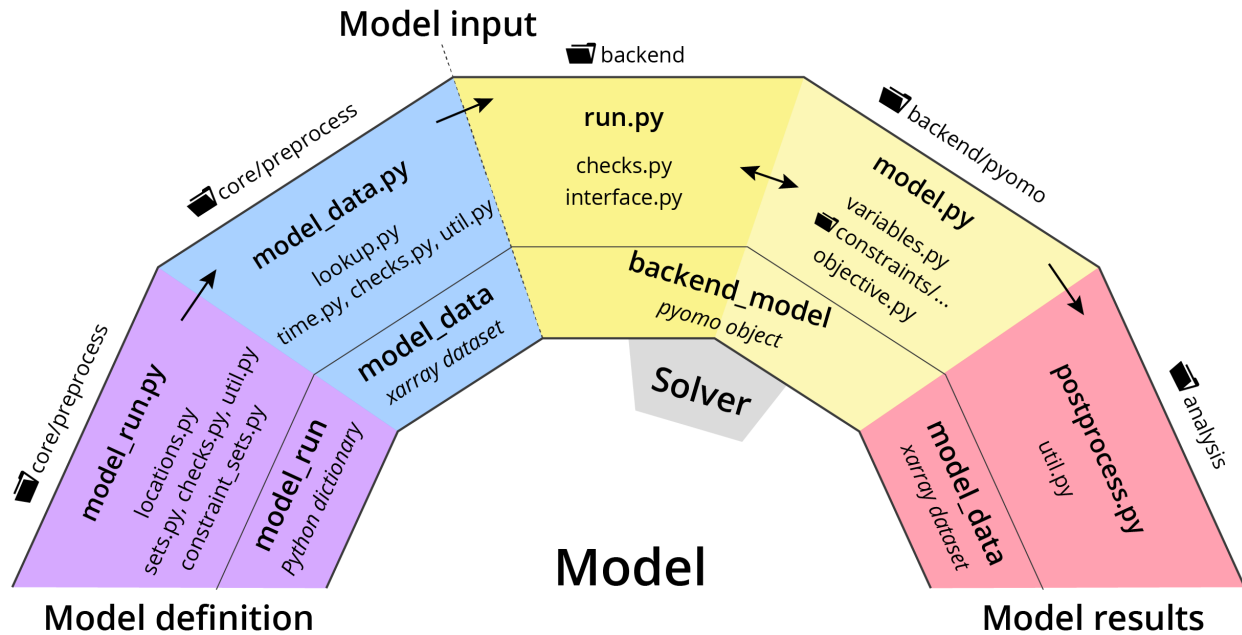 Model input
backend
core/preprocess
backend/pyomo
run.py
checks.py
interface.py
model_data.py
lookup.py
time.py, checks.py, util.py
model_data
xarray dataset
model.py
variables.py
constraints/...
objective.py
backend_model
pyomo object
Solver
core/preprocess
model_run.py
locations.py
sets.py, checks.py, util.py
constraint_sets.py
model_run
Python dictionary
analysis
postprocess.py
util.py
model_data
xarray dataset
Model
Model definition
Model results